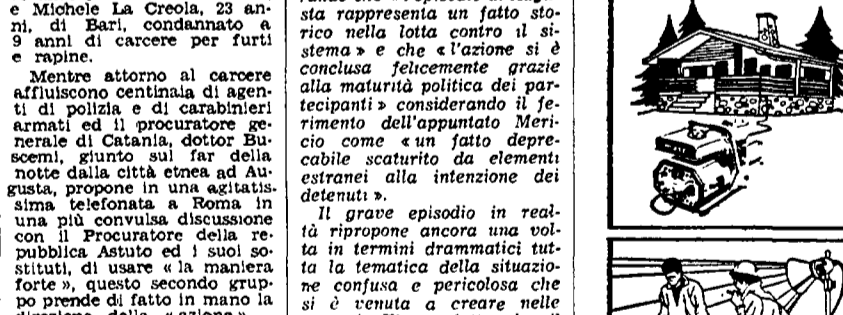 e Michele La Creola, 23 an-
ni, di Bari, condannato a
9 anni di carcere per furti
e rapine.
Mentre attorno al carcere
affluiscono centinaia di agen-
ti di polizia e di carabinieri
armati ed il procuratore ge-
nerale di Catania, dottor Bu-
scemi, giunto sul far della
notte dalla città etnea ad Au-
gusta, propone in una agitatis-
sima telefonata a Roma in
una più convulsa discussione
con il Procuratore della re-
pubblica Astuto ed i suoi so-
stituti, di usare « la maniera
forte », questo secondo grup-
po prende di fatto in mano la
direzione della « azione »
sta rappresenta un fatto sto-
rico nella lotta contro il si-
stema » e che « l'azione si è
conclusa felicemente grazie
alla maturità politica dei par-
tecipanti » considerando il fe-
rimento dell'appuntato Meri-
cio come « un fatto depre-
cabile scaturito da elementi
estranei alla intenzione dei
detenuti ».
Il grave episodio in real-
tà ripropone ancora una vol-
ta in termini drammatici tut-
ta la tematica della situazio-
ne confusa e pericolosa che
si è venuta a creare nelle